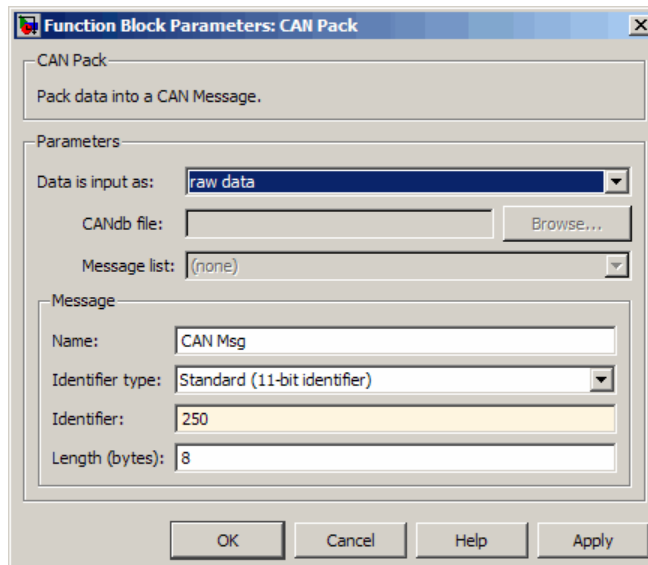 Function Block Parameters: CAN Pack
CAN Pack
Pack data into a CAN Message.
Parameters
Data is input as: raw data
CANdb file: Browse...
Message list: (none)
Message
Name: CAN Msg
Identifier type: Standard (11-bit identifier)
Identifier: 250
Length (bytes): 8
OK Cancel Help Apply